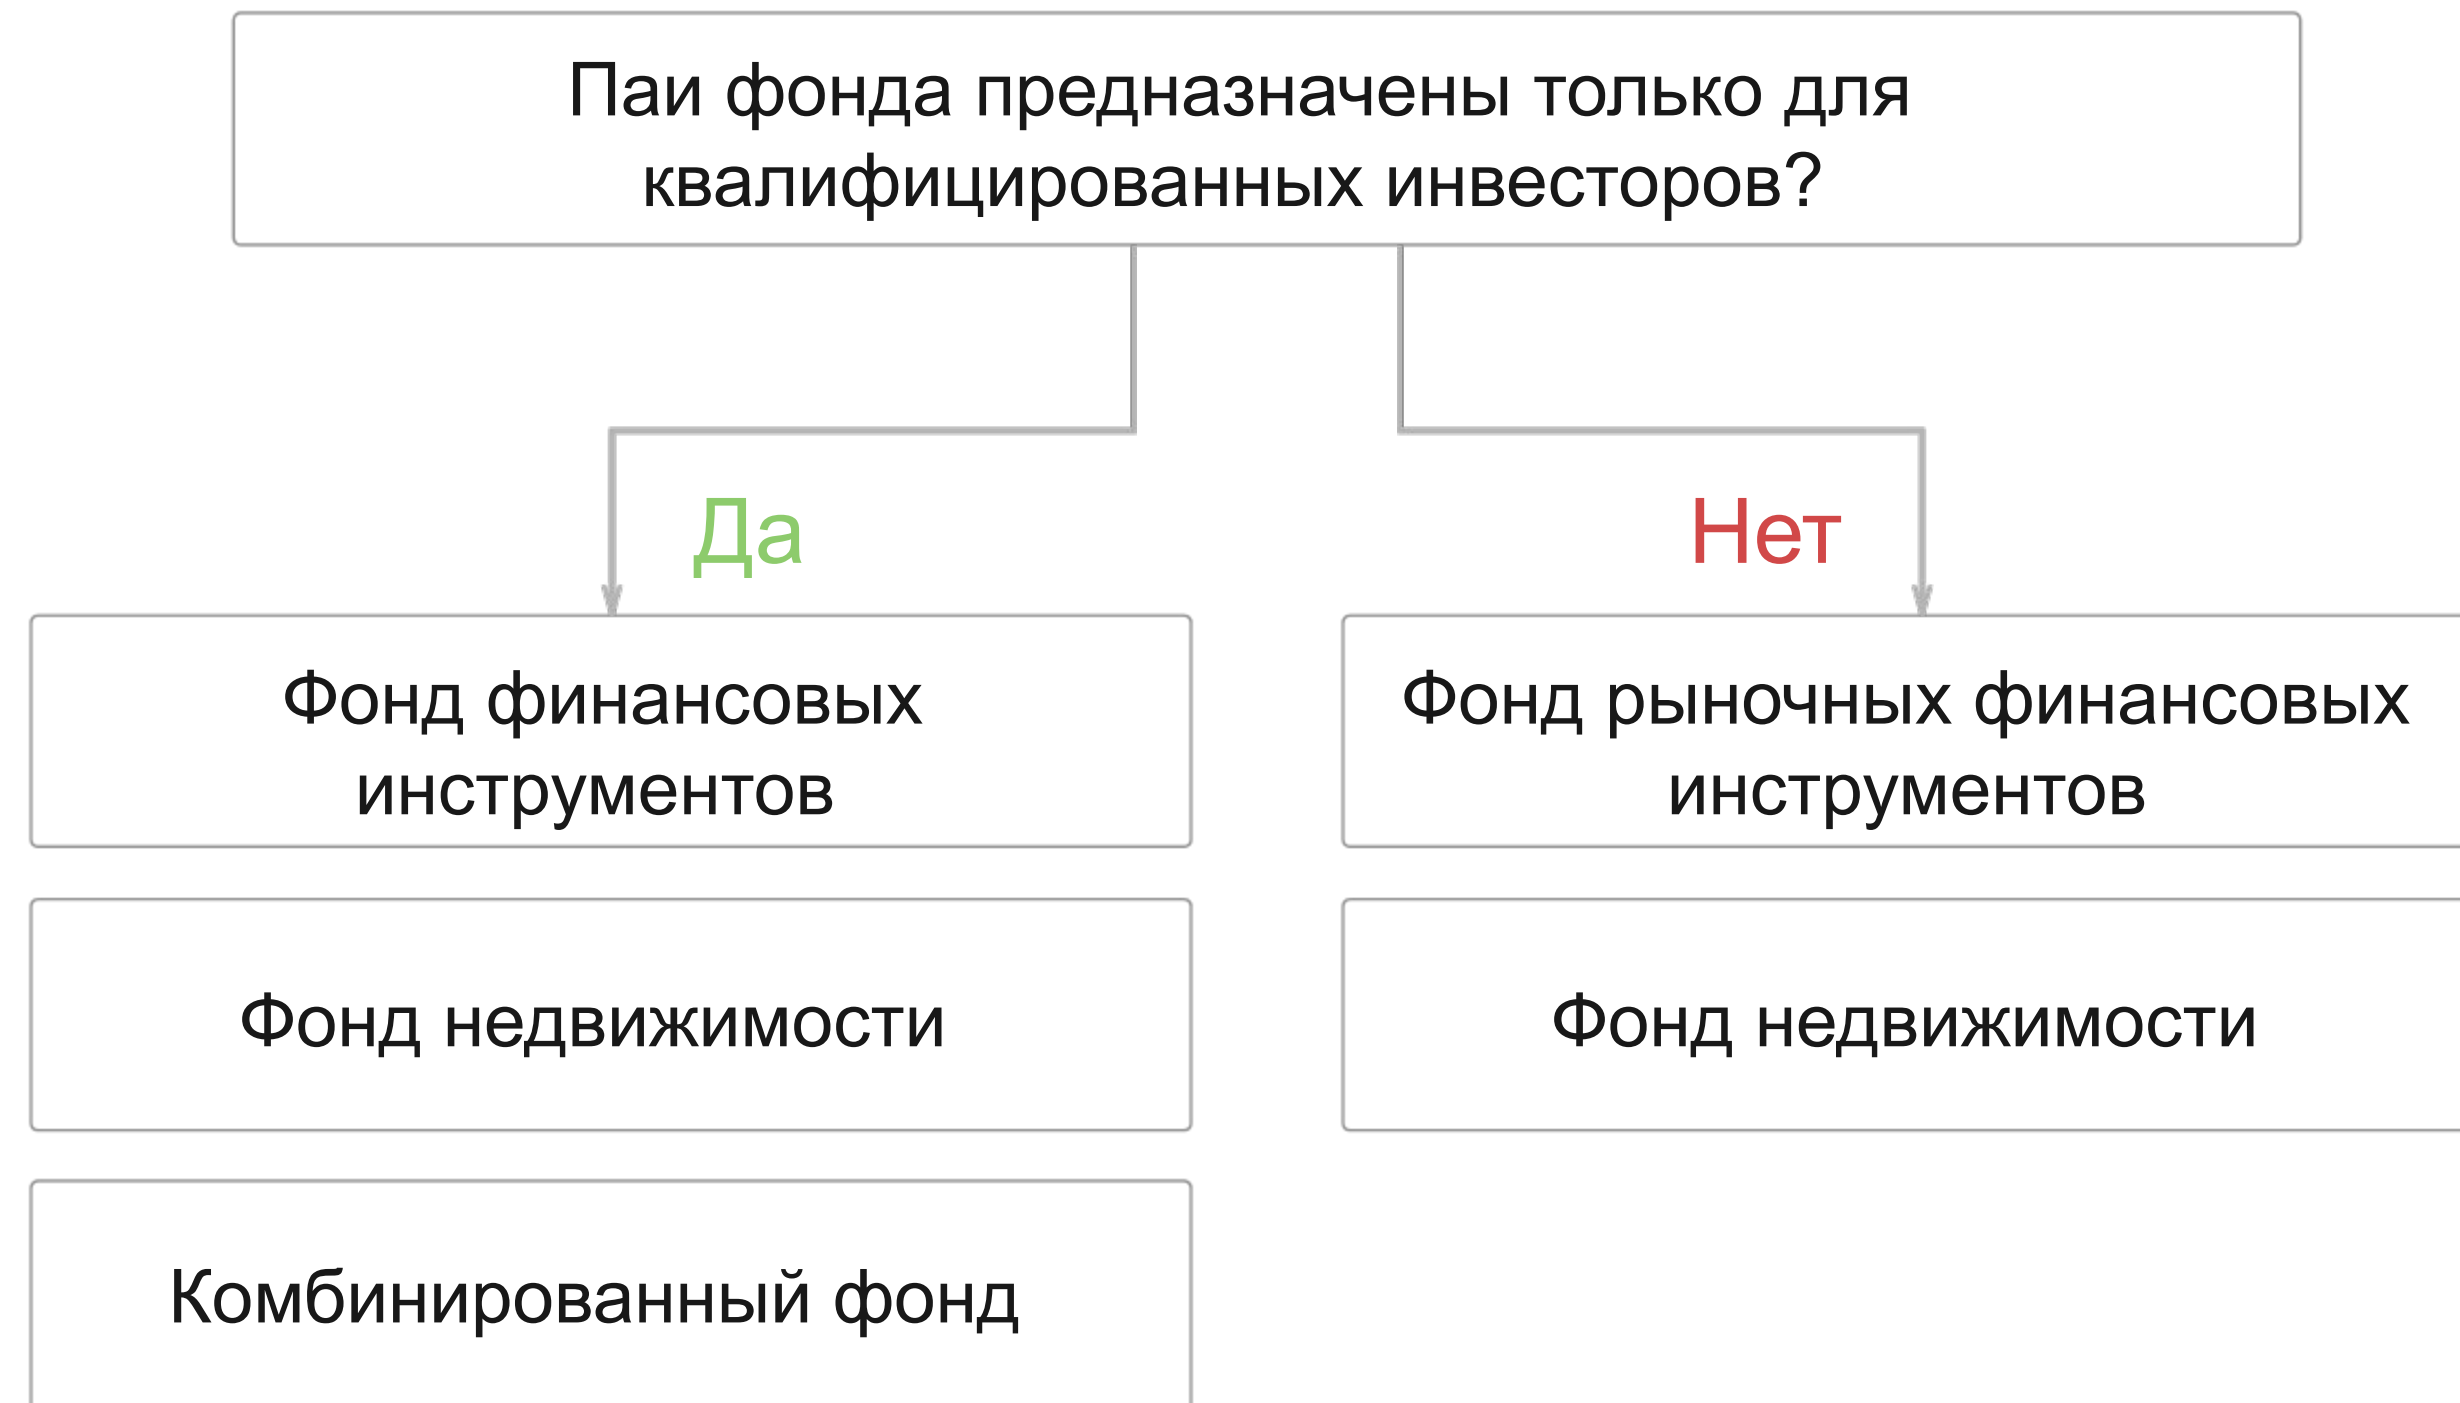 Паи фонда предназначены только для
квалифицированных инвесторов?
Да
Нет
Фонд финансовых
инструментов
Фонд рыночных финансовых
инструментов
Фонд недвижимости
Фонд недвижимости
Комбинированный фонд